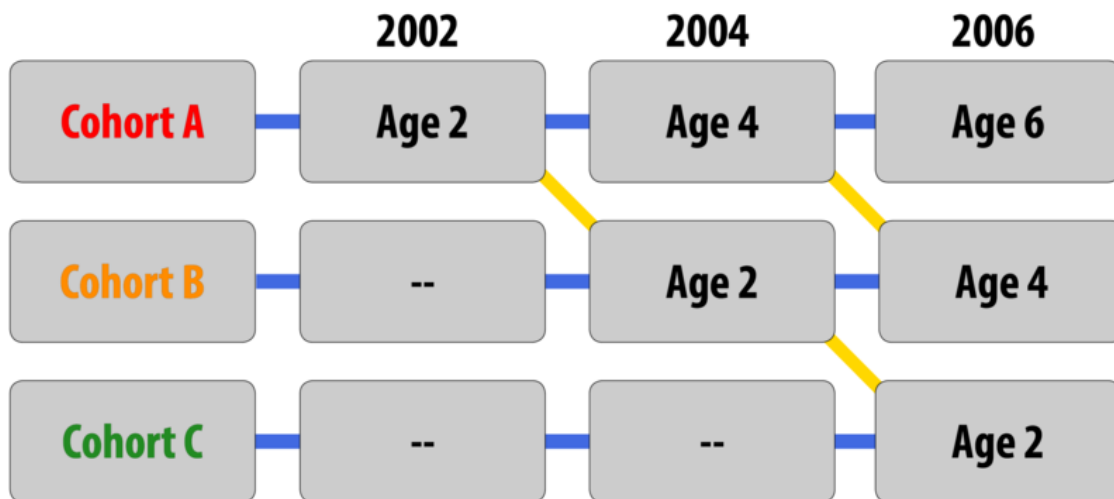 2002 2004 2006
Cohort A Age 2 Age 4 Age 6
Cohort B -- Age 2 Age 4
Cohort C -- -- Age 2